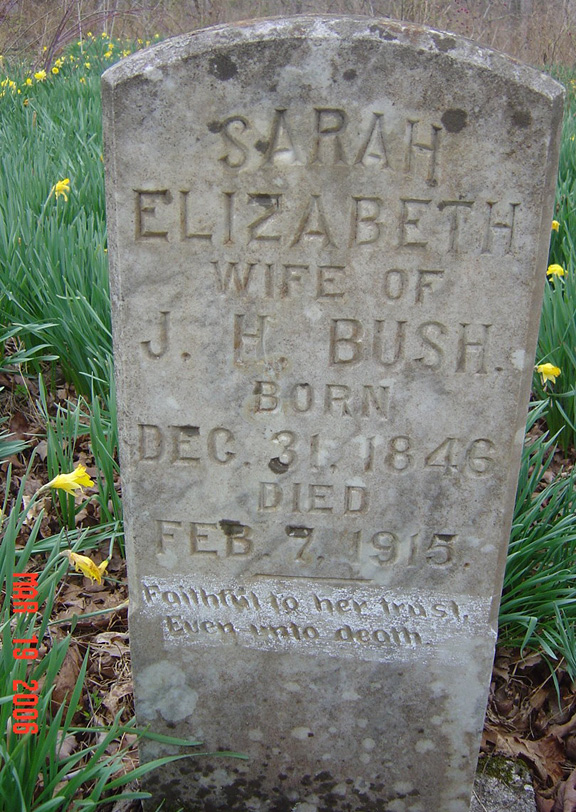 SARAH
ELIZABETH
WIFE OF
J. H. BUSH.
BORN
DEC. 31, 1846
DIED
FEB. 7, 1915.
Faithful to her trust,
Even unto death.
MAR 19 2006